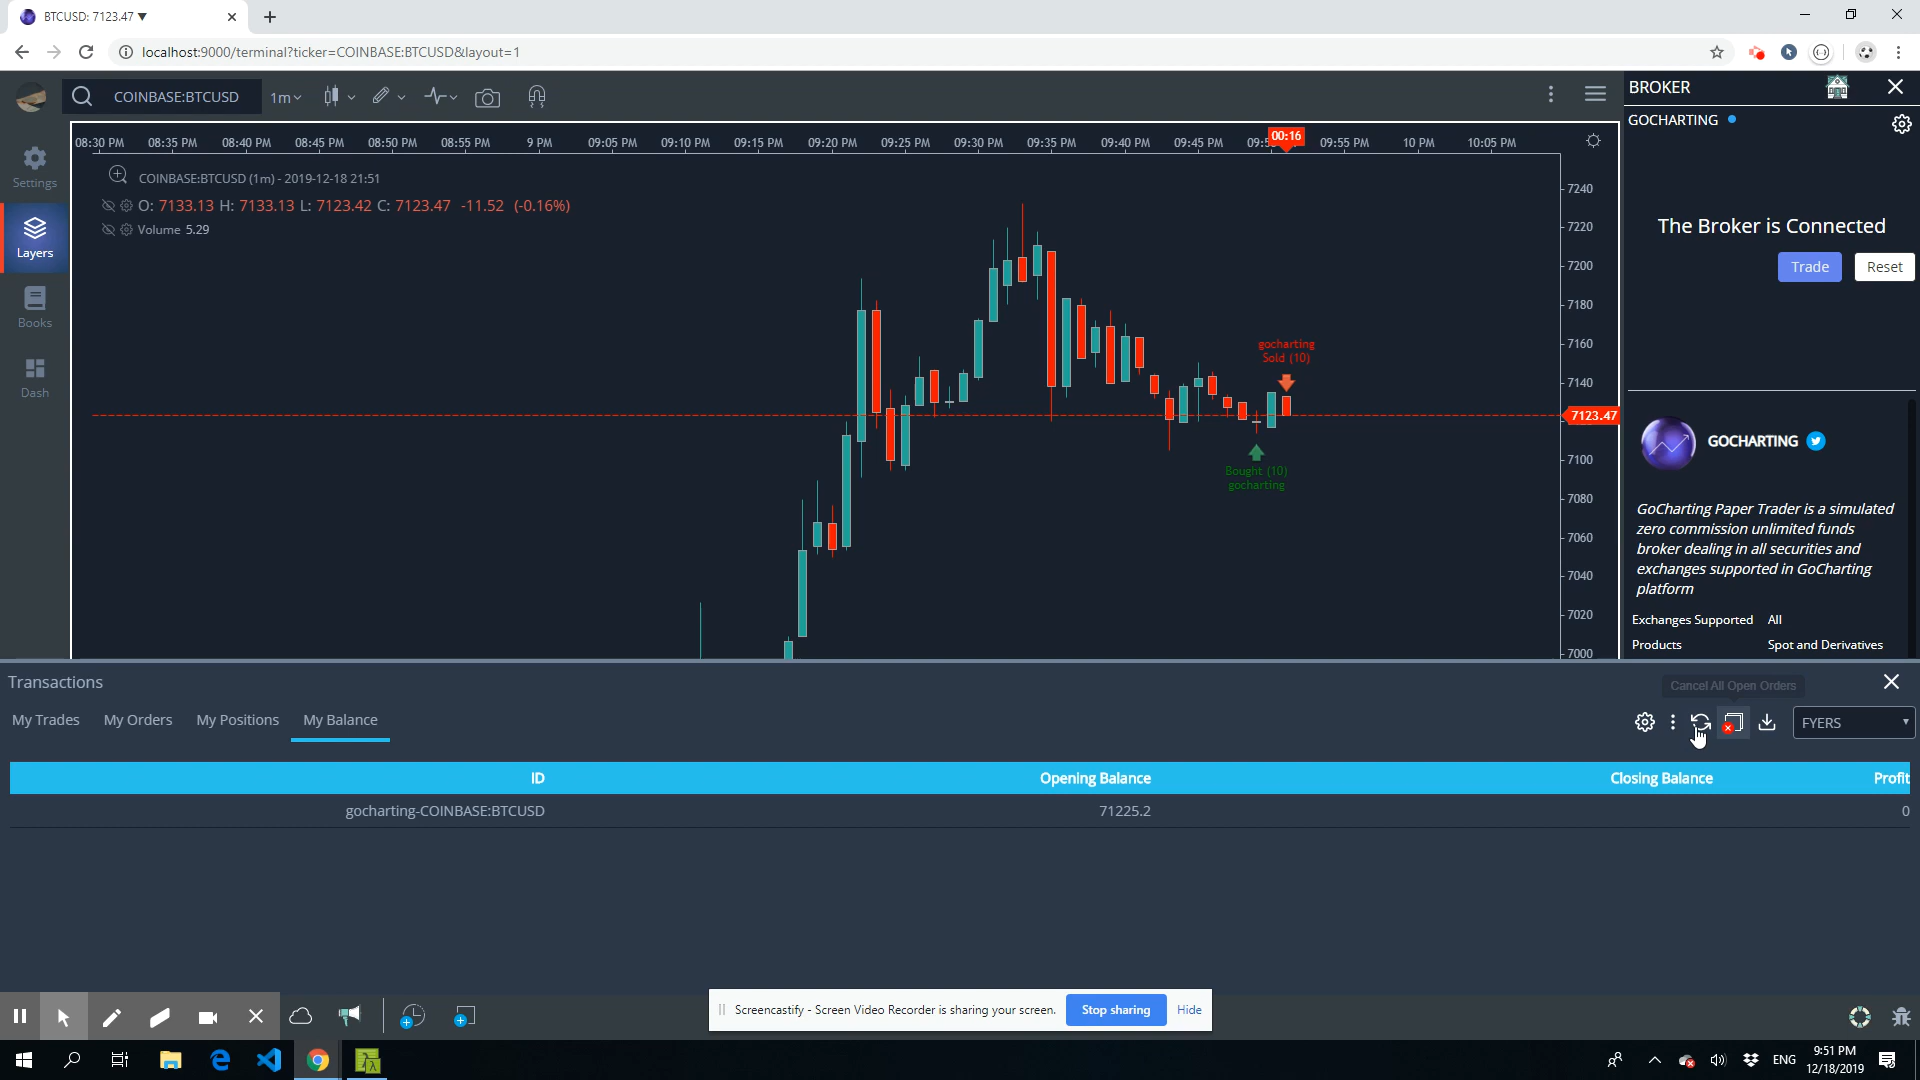 BTCUSD: 7123.47 ▼
localhost:9000/terminal?ticker=COINBASE:BTCUSD&layout=1
COINBASE:BTCUSD
1m
BROKER
GOCHARTING
08:30 PM 08:35 PM 08:40 PM 08:45 PM 08:50 PM 08:55 PM 9 PM 09:05 PM 09:10 PM 09:15 PM 09:20 PM 09:25 PM 09:30 PM 09:35 PM 09:40 PM 09:45 PM 00:16 09:55 PM 10 PM 10:05 PM
COINBASE:BTCUSD (1m) - 2019-12-18 21:51
O: 7133.13 H: 7133.13 L: 7123.42 C: 7123.47 -11.52 (-0.16%)
Volume 5.29
Settings
Layers
Books
Dash
7240
7220
7200
7180
7160
7140
7123.47
7100
7080
7060
7040
7020
7000
gocharting
Sold (10)
Bought (10)
gocharting
The Broker is Connected
Trade
Reset
GOCHARTING
GoCharting Paper Trader is a simulated
zero commission unlimited funds
broker dealing in all securities and
exchanges supported in GoCharting
platform
Exchanges Supported All
Products Spot and Derivatives
Transactions
Cancel All Open Orders
My Trades My Orders My Positions My Balance
FYERS
ID Opening Balance Closing Balance Profit
gocharting-COINBASE:BTCUSD 71225.2 0
Screencastify - Screen Video Recorder is sharing your screen.
Stop sharing
Hide
ENG
9:51 PM
12/18/2019